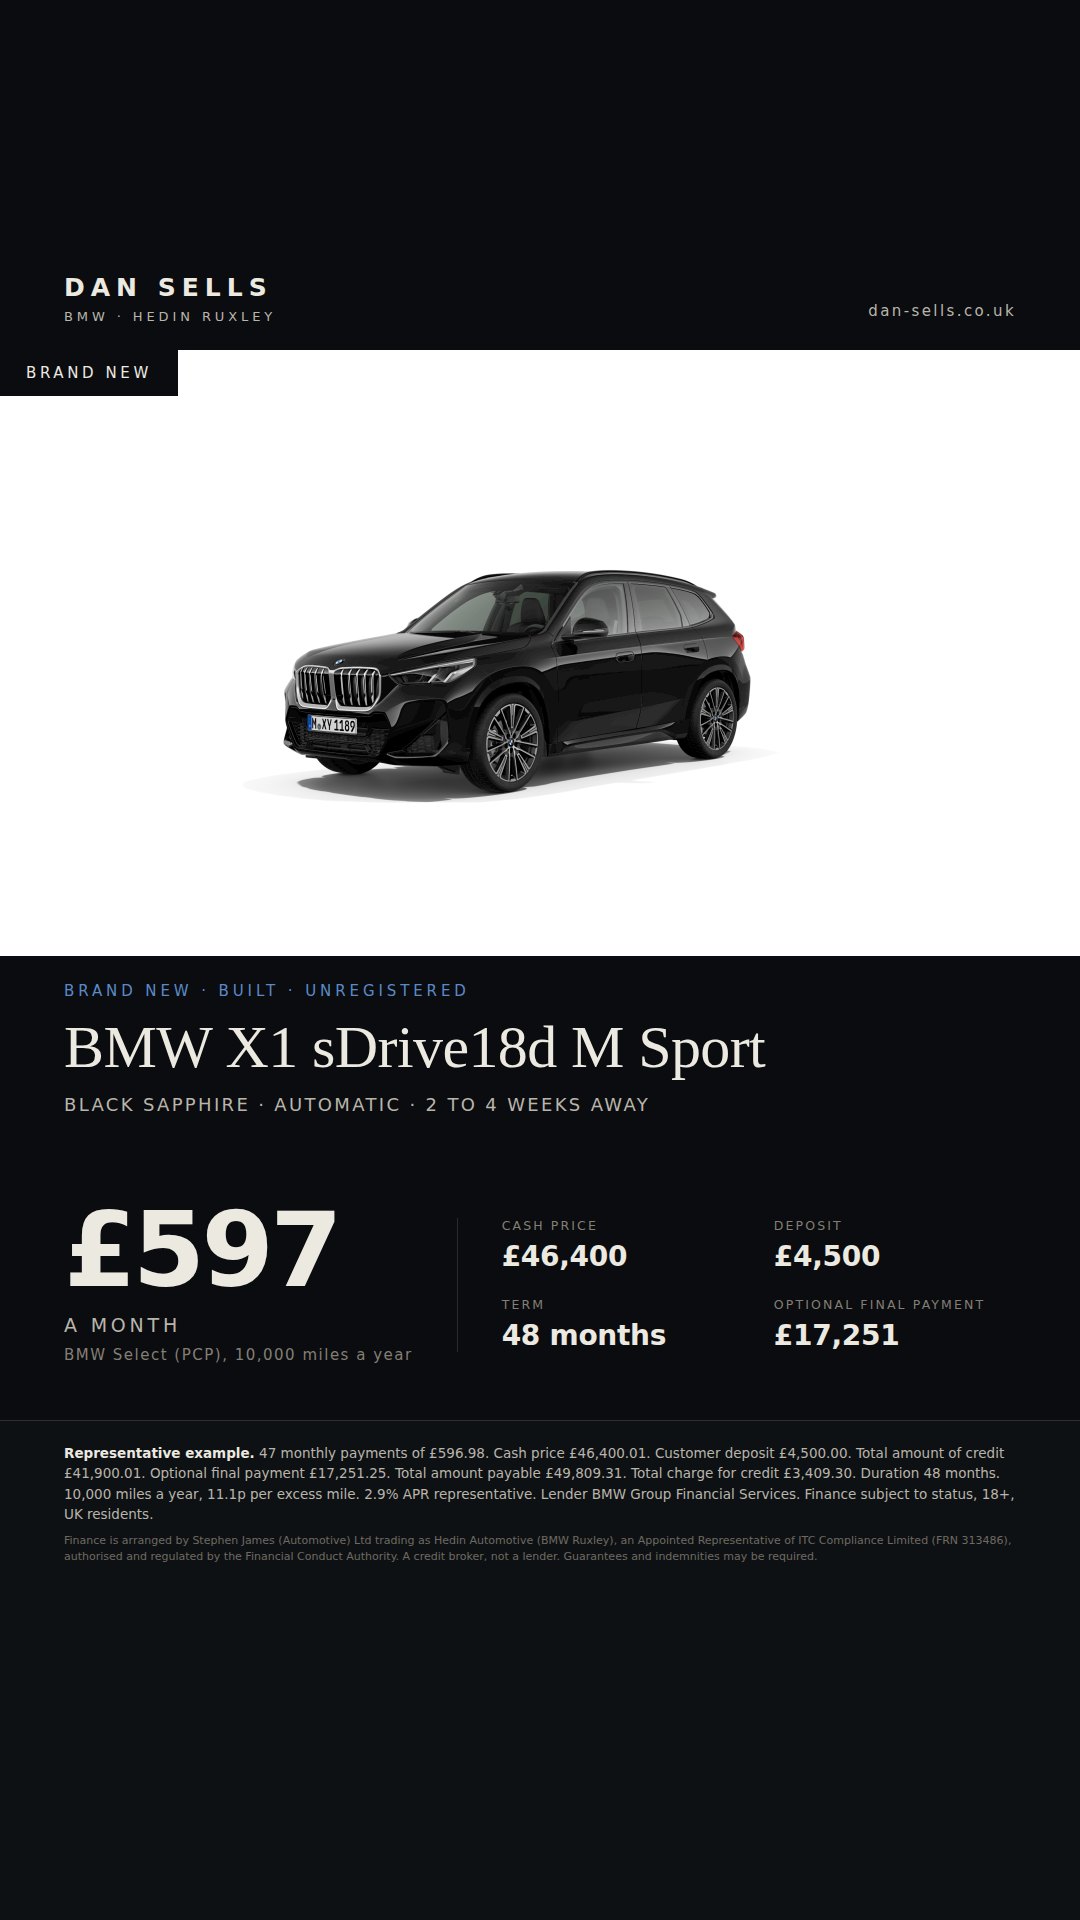 DAN SELLS
BMW · HEDIN RUXLEY
dan-sells.co.uk
BRAND NEW
M XY 1189
BRAND NEW · BUILT · UNREGISTERED
BMW X1 sDrive18d M Sport
BLACK SAPPHIRE · AUTOMATIC · 2 TO 4 WEEKS AWAY
£597
A MONTH
BMW Select (PCP), 10,000 miles a year
CASH PRICE
£46,400
DEPOSIT
£4,500
TERM
48 months
OPTIONAL FINAL PAYMENT
£17,251
Representative example. 47 monthly payments of £596.98. Cash price £46,400.01. Customer deposit £4,500.00. Total amount of credit
£41,900.01. Optional final payment £17,251.25. Total amount payable £49,809.31. Total charge for credit £3,409.30. Duration 48 months.
10,000 miles a year, 11.1p per excess mile. 2.9% APR representative. Lender BMW Group Financial Services. Finance subject to status, 18+,
UK residents.
Finance is arranged by Stephen James (Automotive) Ltd trading as Hedin Automotive (BMW Ruxley), an Appointed Representative of ITC Compliance Limited (FRN 313486),
authorised and regulated by the Financial Conduct Authority. A credit broker, not a lender. Guarantees and indemnities may be required.